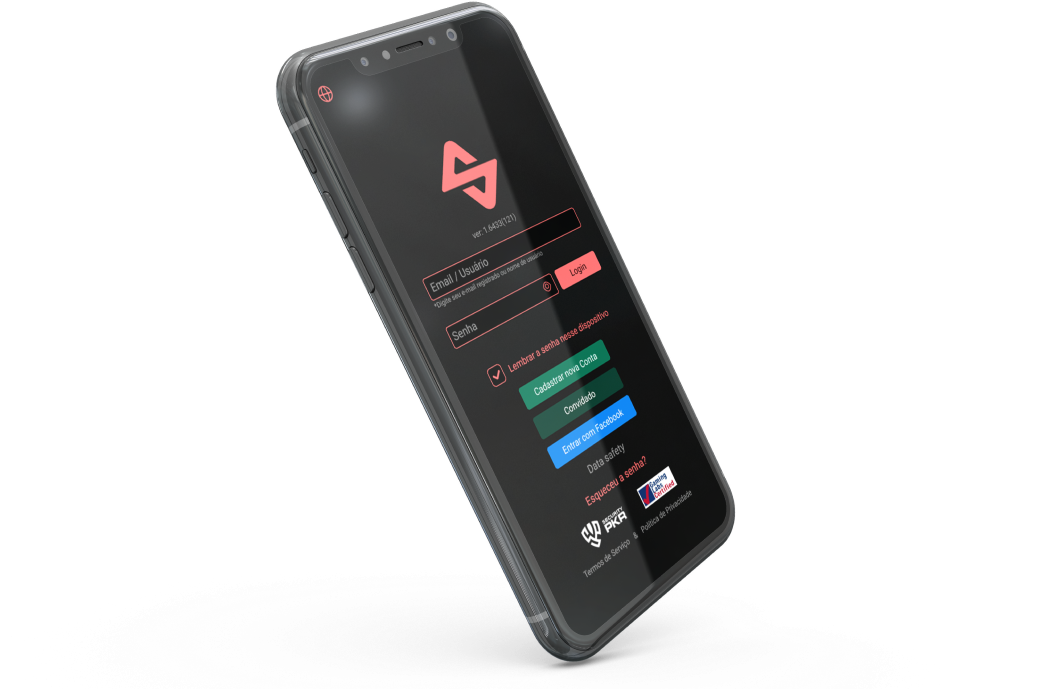 ver: 1.6433(121)
Email / Usuário
*Digite seu e-mail registrado ou nome de usuário
Senha
Login
Lembrar a senha nesse dispositivo
Cadastrar nova Conta
Convidado
Entrar com Facebook
Data safety
Esqueceu a senha?
SECURITY
PKR
Gaming
Labs
Certified
Termos de Serviço & Política de Privacidade